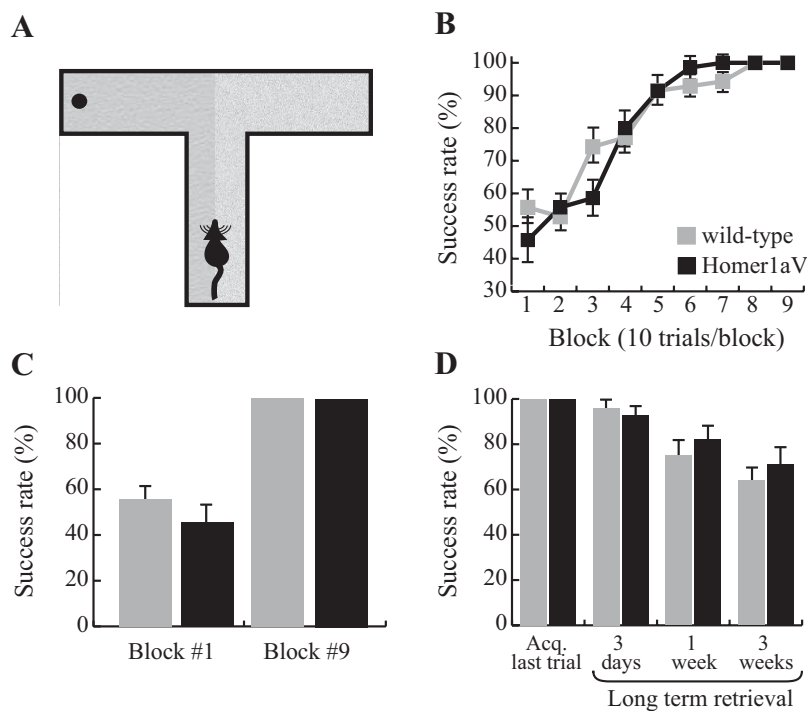 A
B
Success rate (%)
100
90
80
70
60
50
40
30
wild-type
Homer1aV
1 2 3 4 5 6 7 8 9
Block (10 trials/block)
C
Success rate (%)
100
80
60
40
20
0
Block #1 Block #9
D
Success rate (%)
100
80
60
40
20
0
Acq. 3 1 3
last trial days week weeks
Long term retrieval